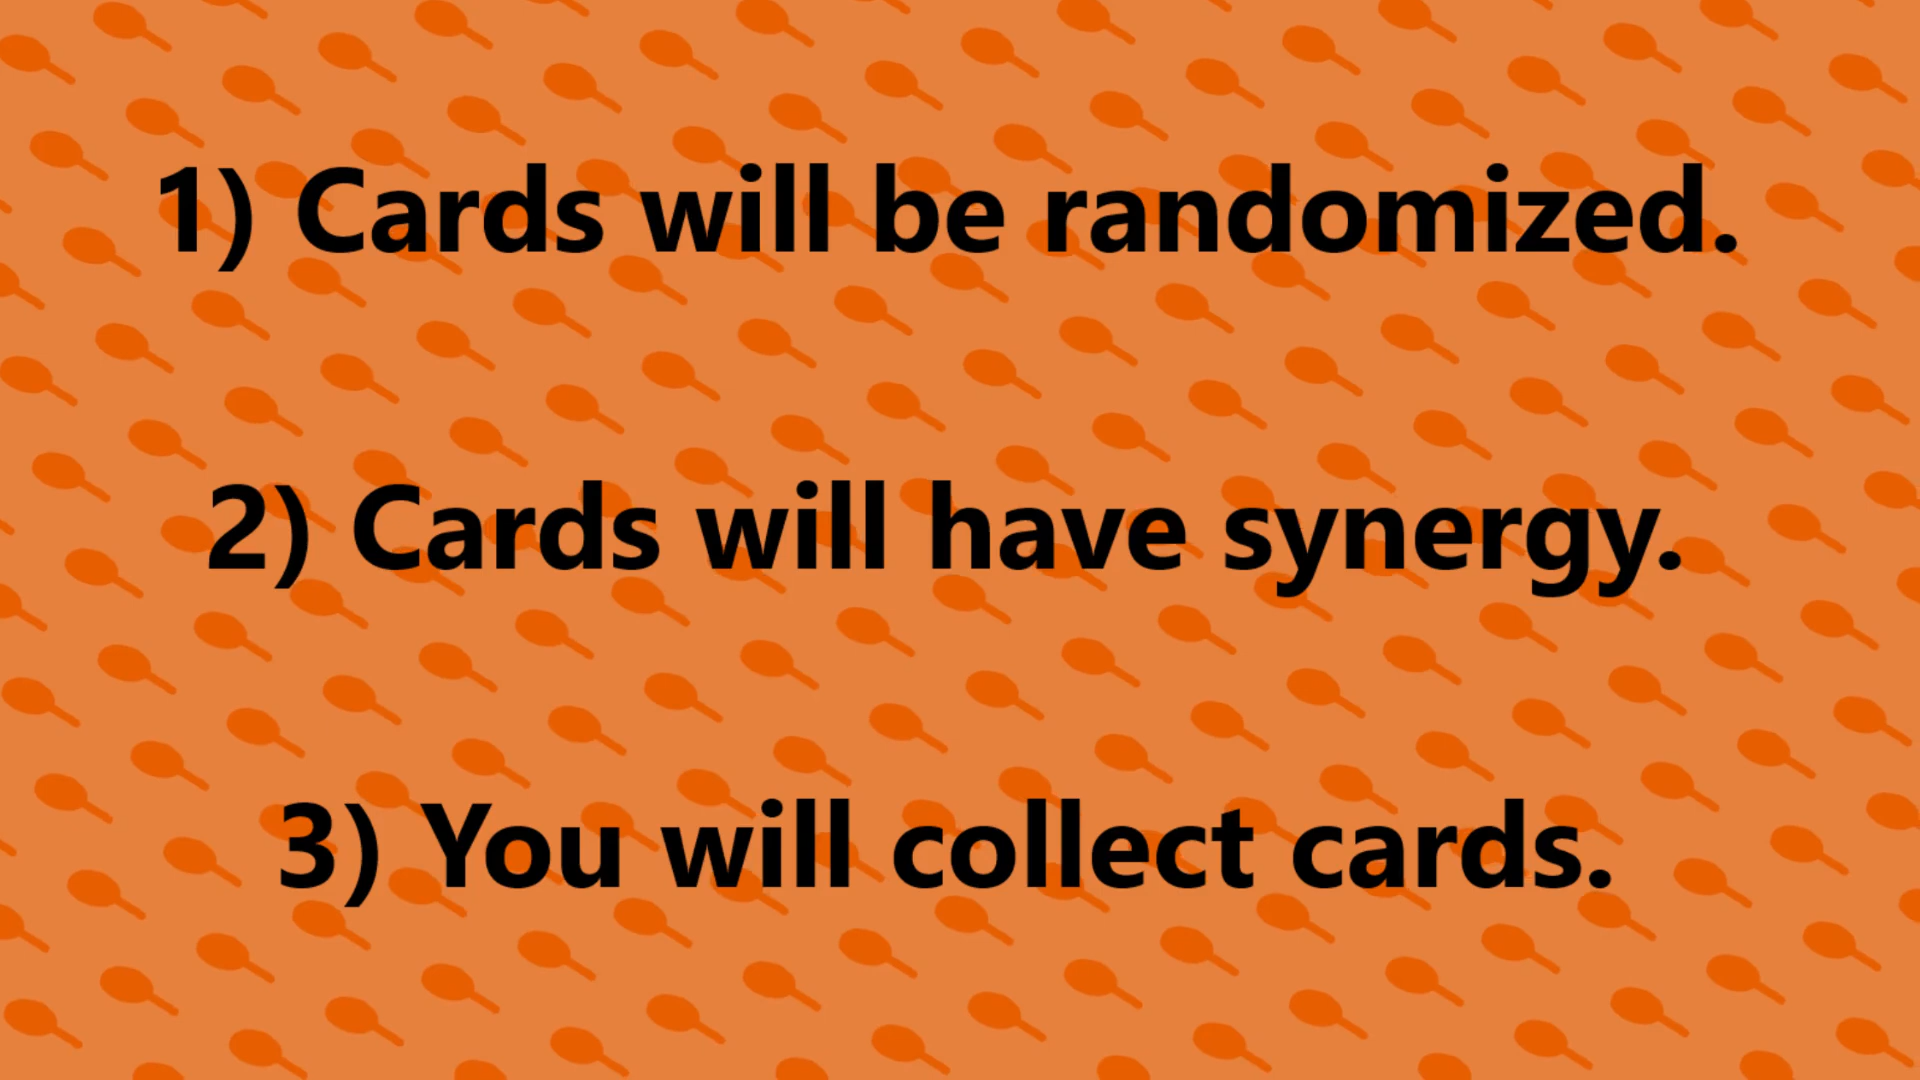 1) Cards will be randomized.
2) Cards will have synergy.
3) You will collect cards.